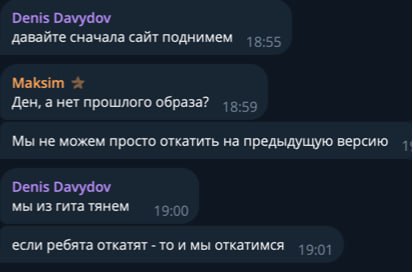 Denis Davydov
давайте сначала сайт поднимем 18:55
Maksim
Ден, а нет прошлого образа? 18:59
Мы не можем просто откатить на предыдущую версию
Denis Davydov
мы из гита тянем 19:00
если ребята откатят - то и мы откатимся 19:01